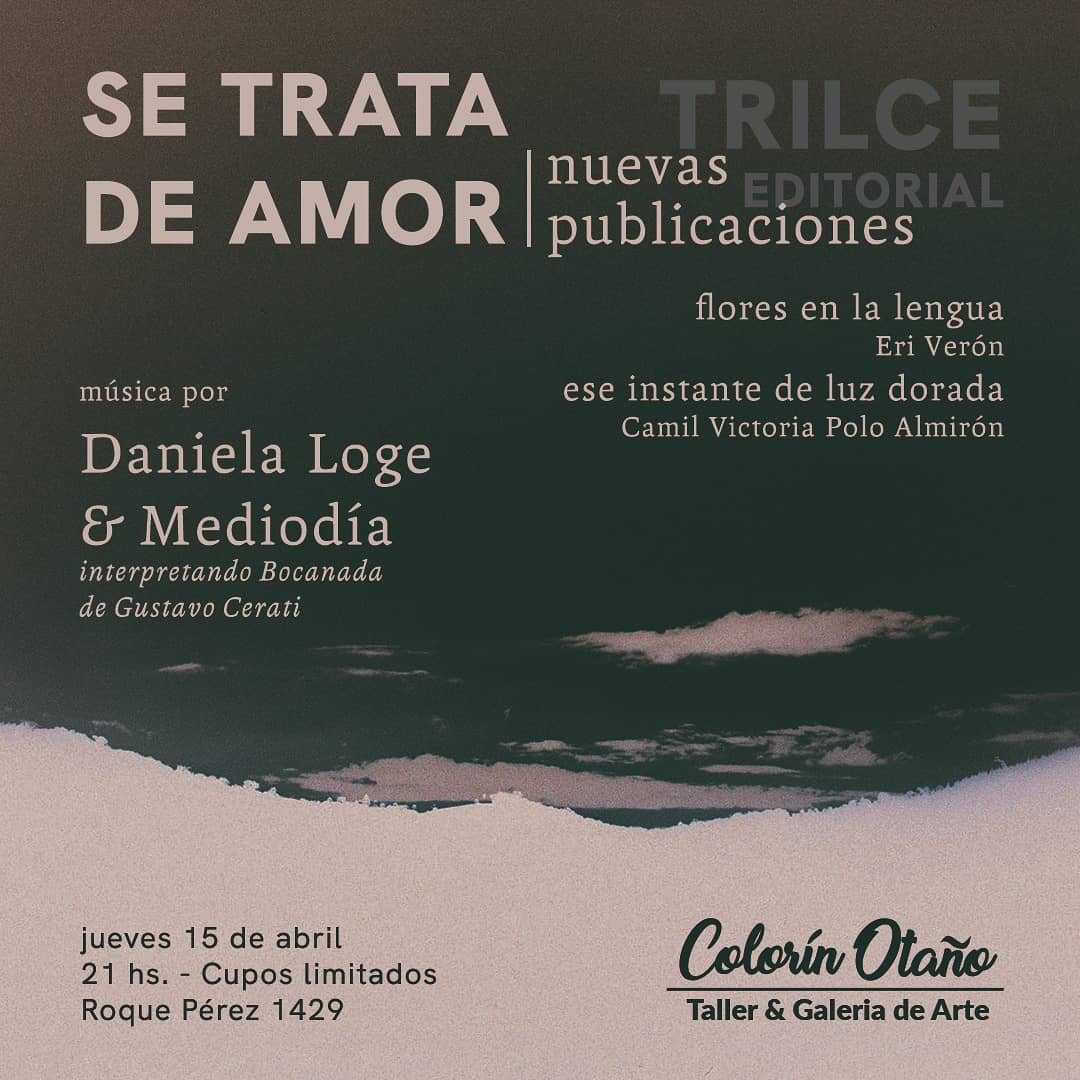 SE TRATA
DE AMOR
TRILCE
EDITORIAL
nuevas
publicaciones
flores en la lengua
Eri Verón
ese instante de luz dorada
Camil Victoria Polo Almirón
música por
Daniela Loge
& Mediodía
interpretando Bocanada
de Gustavo Cerati
jueves 15 de abril
21 hs. - Cupos limitados
Roque Pérez 1429
Colorín Otaño
Taller & Galeria de Arte